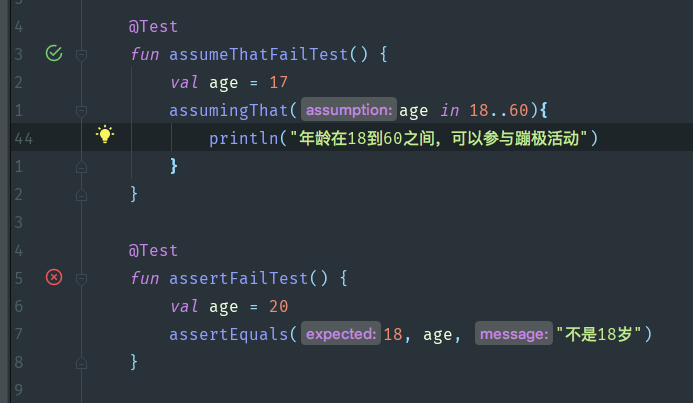 4 @Test
3 fun assumeThatFailTest() {
2 val age = 17
1 assumingThat( assumption: age in 18..60){
44 println("年龄在18到60之间，可以参与蹦极活动")
1 }
2 }
3
4 @Test
5 fun assertFailTest() {
6 val age = 20
7 assertEquals( expected: 18, age, message: "不是18岁")
8 }
9